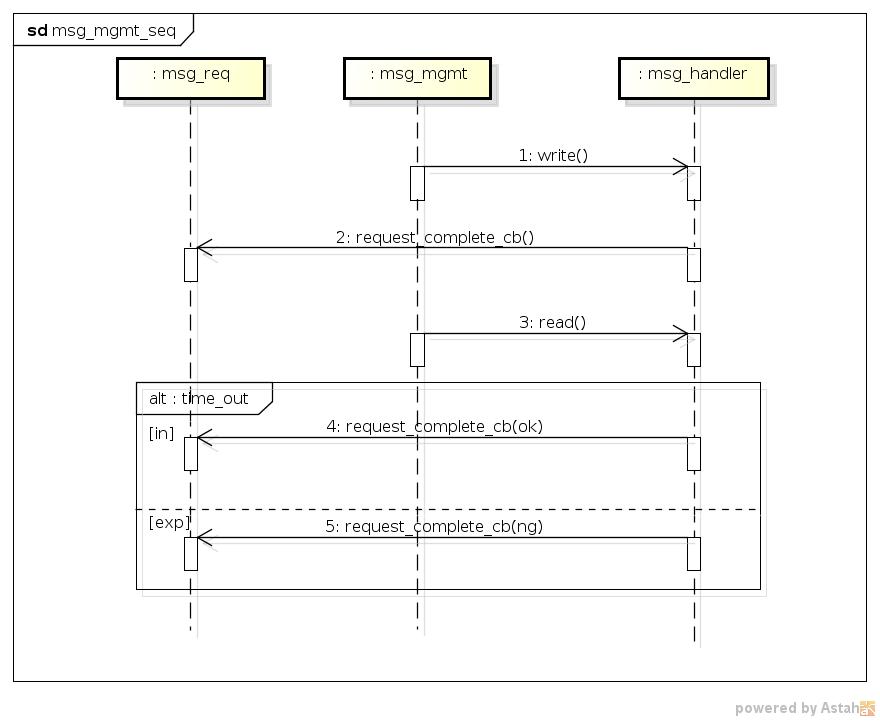 sd msg_mgmt_seq
: msg_req
: msg_mgmt
: msg_handler
1: write()
2: request_complete_cb()
3: read()
alt : time_out
[in]
4: request_complete_cb(ok)
[exp]
5: request_complete_cb(ng)
powered by Astah